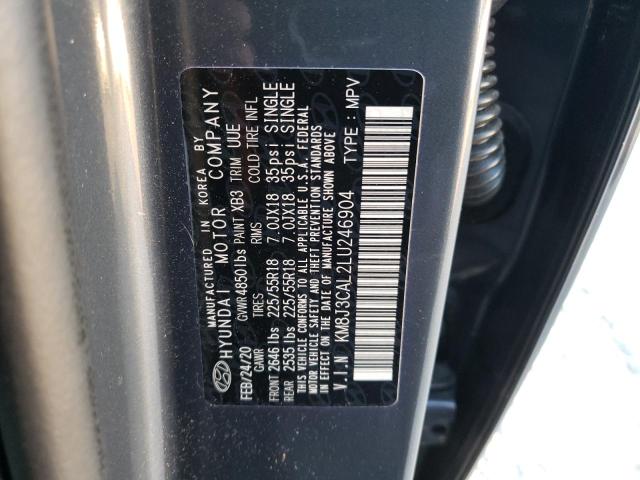 MANUFACTURED IN KOREA BY
HYUNDAI MOTOR COMPANY
FEB/24/20 GVWR 4850 lbs PAINT XB3 TRIM UUE
GAWR TIRES RIMS COLD TIRE INFL
FRONT 2646 lbs 225/55R18 7.0JX18 35psi SINGLE
REAR 2535 lbs 225/55R18 7.0JX18 35psi SINGLE
THIS VEHICLE CONFORMS TO ALL APPLICABLE U.S.A. FEDERAL
MOTOR VEHICLE SAFETY AND THEFT PREVENTION STANDARDS
IN EFFECT ON THE DATE OF MANUFACTURE SHOWN ABOVE
V.I.N KM8J3CAL2LU246904 TYPE : MPV